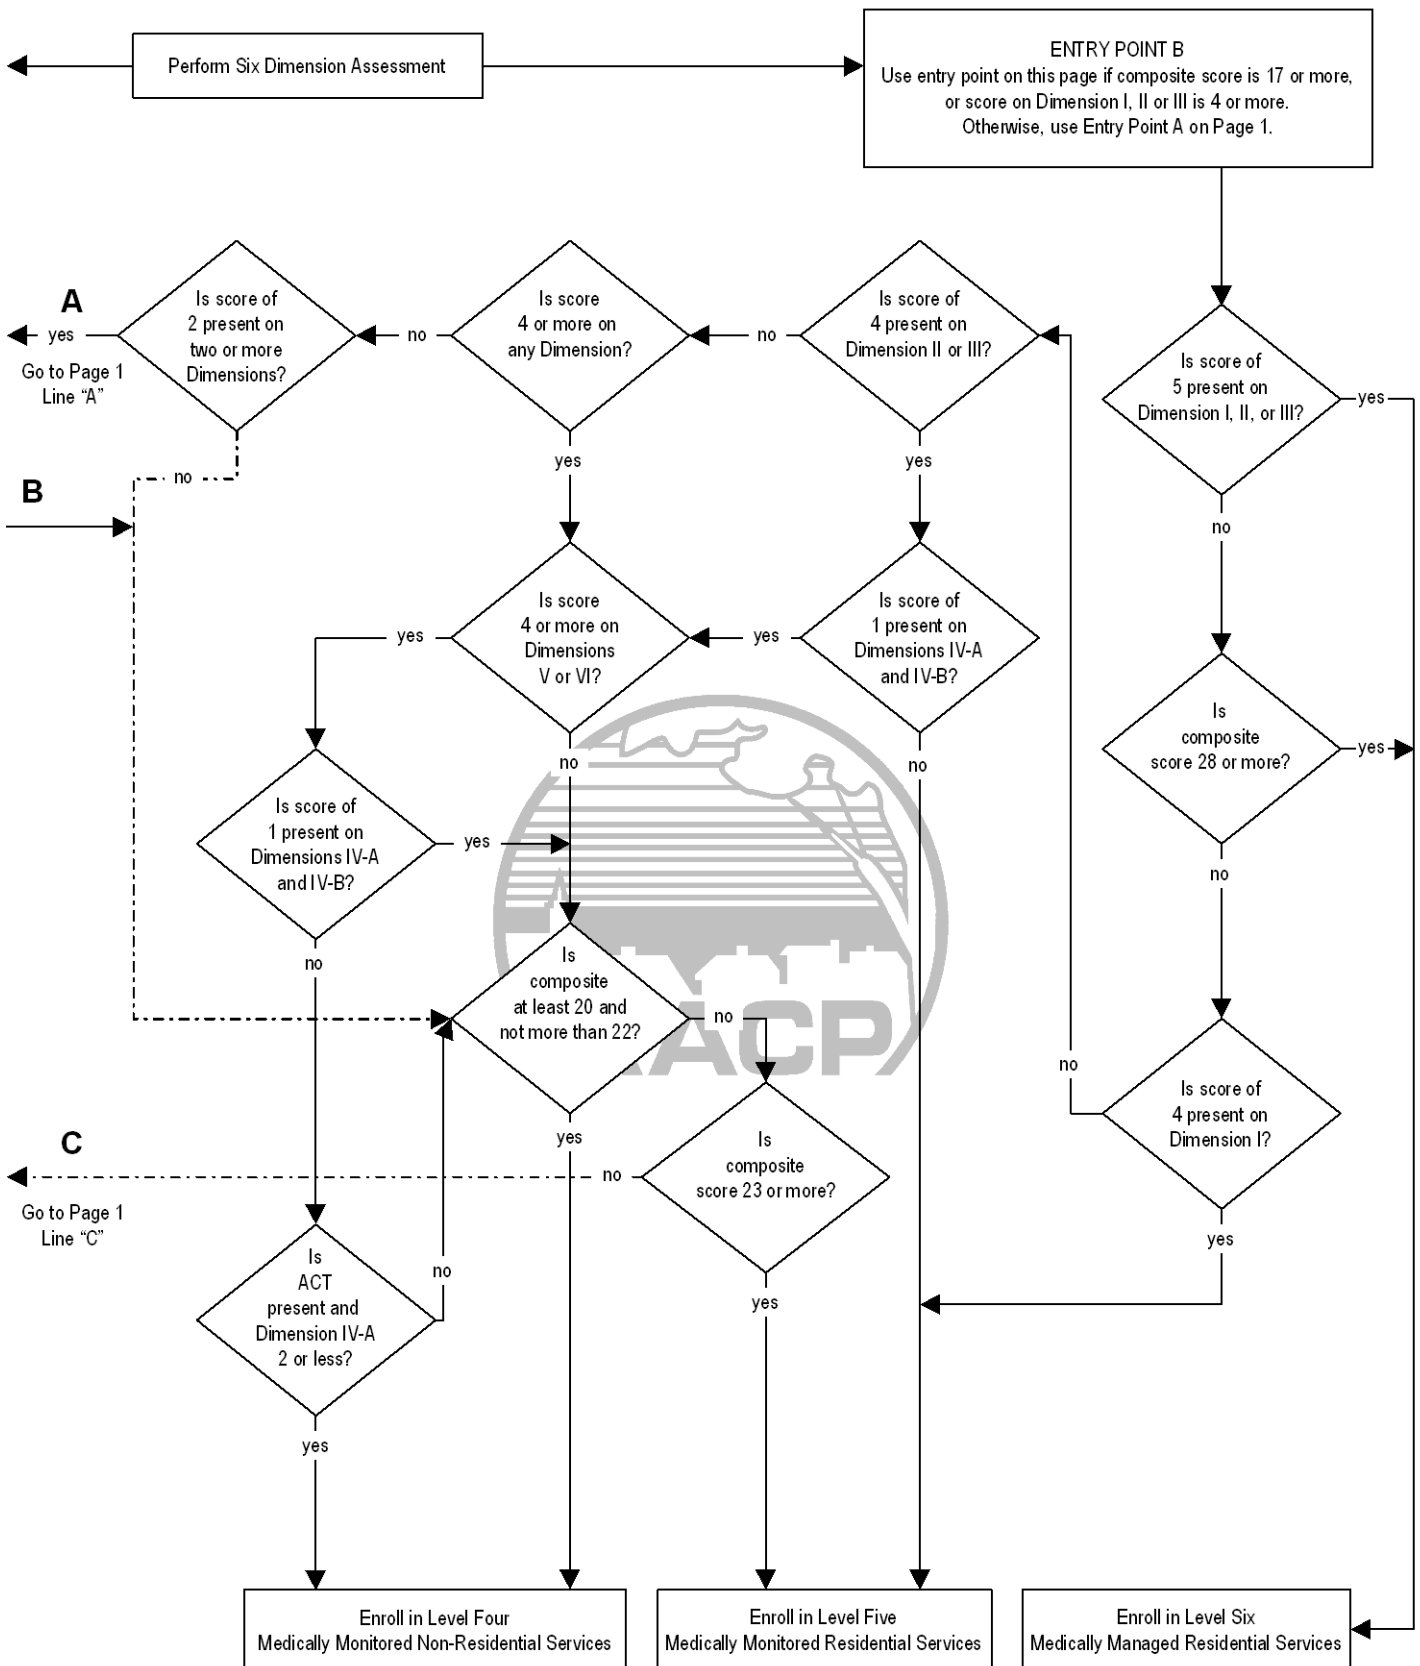 Perform Six Dimension Assessment
ENTRY POINT B
Use entry point on this page if composite score is 17 or more,
or score on Dimension I, II or III is 4 or more.
Otherwise, use Entry Point A on Page 1.
A
yes
Go to Page 1
Line “A”
Is score of
2 present on
two or more
Dimensions?
no
Is score
4 or more on
any Dimension?
no
Is score of
4 present on
Dimension II or III?
Is score of
5 present on
Dimension I, II, or III?
yes
no
B
yes
yes
no
Is score
4 or more on
Dimensions
V or VI?
yes
yes
Is score of
1 present on
Dimensions IV-A
and IV-B?
Is
composite
score 28 or more?
yes
no
no
Is score of
1 present on
Dimensions IV-A
and IV-B?
yes
no
no
Is
composite
at least 20 and
not more than 22?
no
AACP
no
Is score of
4 present on
Dimension I?
yes
C
Go to Page 1
Line “C”
yes
no
Is
composite
score 23 or more?
yes
Is
ACT
present and
Dimension IV-A
2 or less?
no
yes
Enroll in Level Four
Medically Monitored Non-Residential Services
Enroll in Level Five
Medically Monitored Residential Services
Enroll in Level Six
Medically Managed Residential Services